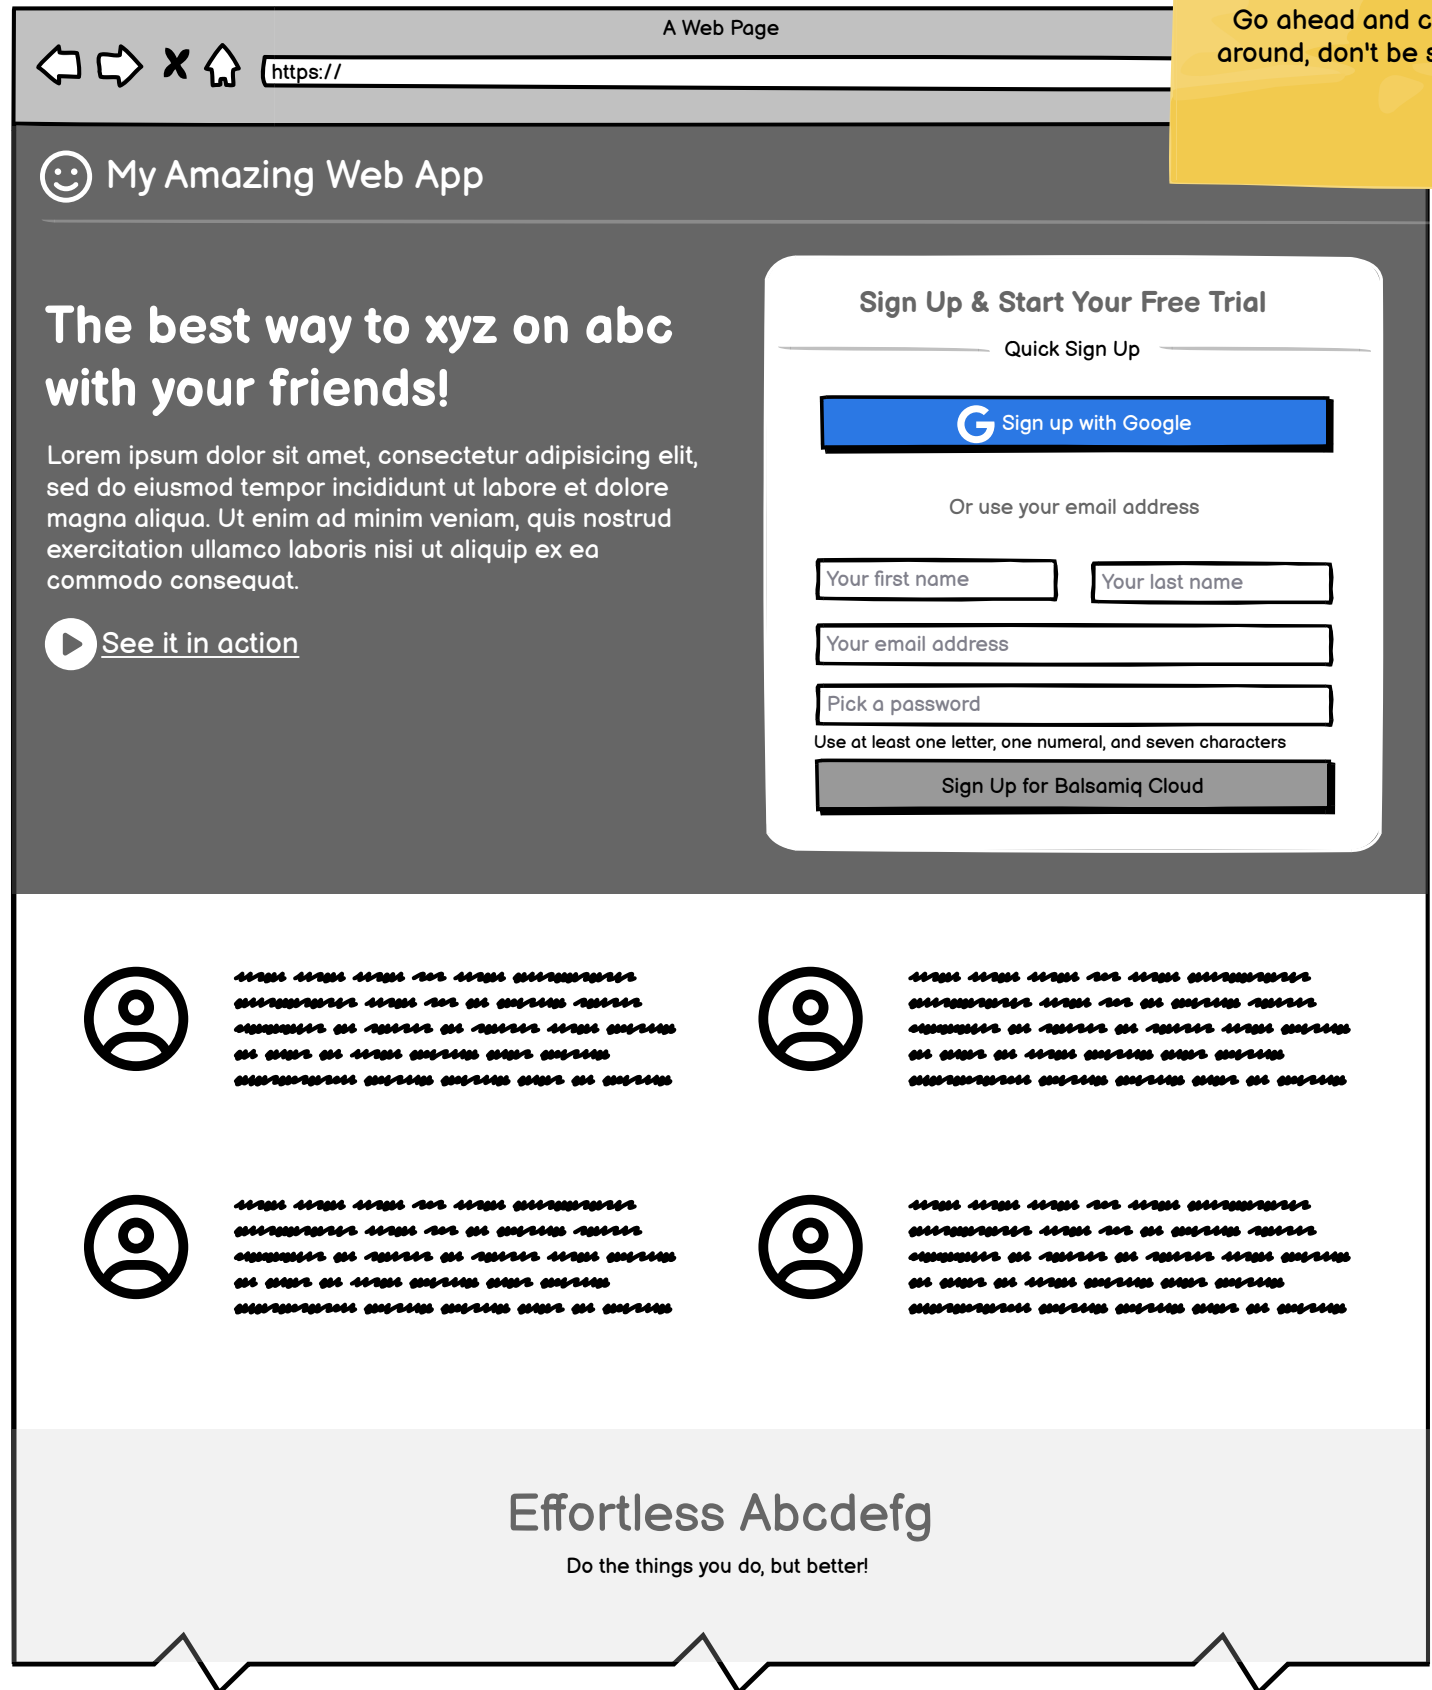 A Web Page
https://
Go ahead and c
around, don't be s
My Amazing Web App
The best way to xyz on abc
with your friends!
Lorem ipsum dolor sit amet, consectetur adipisicing elit,
sed do eiusmod tempor incididunt ut labore et dolore
magna aliqua. Ut enim ad minim veniam, quis nostrud
exercitation ullamco laboris nisi ut aliquip ex ea
commodo consequat.
See it in action
Sign Up & Start Your Free Trial
Quick Sign Up
G Sign up with Google
Or use your email address
Your first name
Your last name
Your email address
Pick a password
Use at least one letter, one numeral, and seven characters
Sign Up for Balsamiq Cloud
Effortless Abcdefg
Do the things you do, but better!